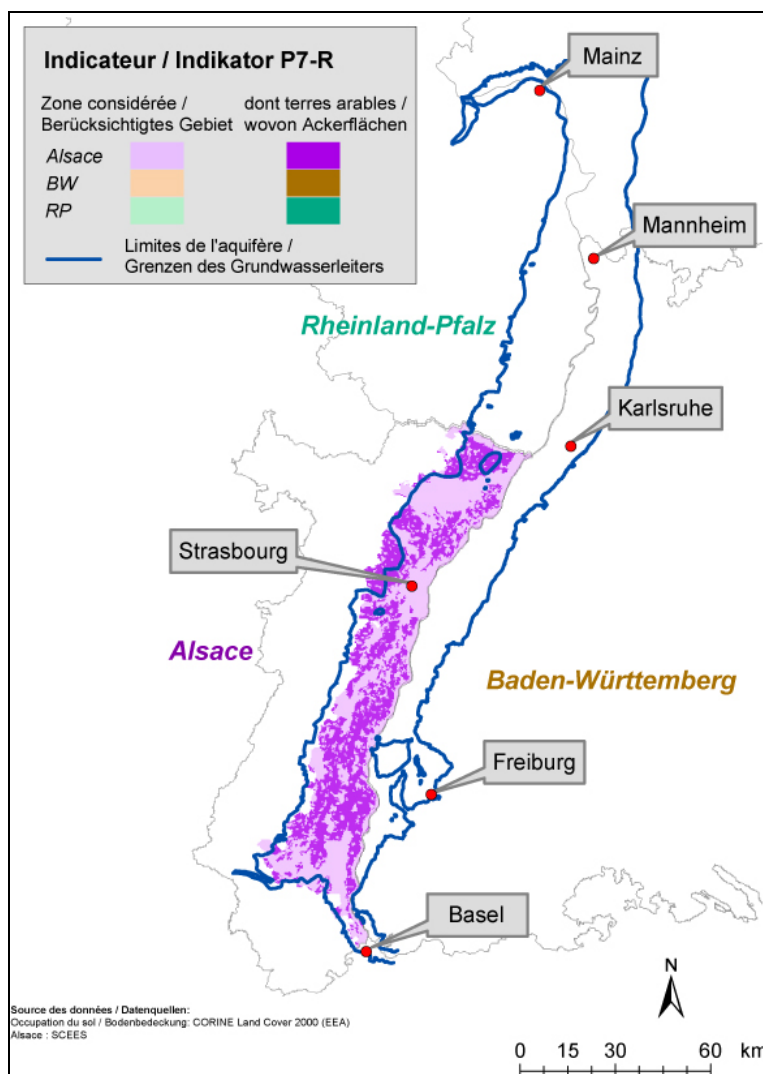 Indicateur / Indikator P7-R
Zone considérée /
Berücksichtigtes Gebiet
dont terres arables /
wovon Ackerflächen
Alsace
BW
RP
Limites de l'aquifère /
Grenzen des Grundwasserleiters
Mainz
Mannheim
Rheinland-Pfalz
Karlsruhe
Strasbourg
Alsace
Baden-Württemberg
Freiburg
Basel
N
Source des données / Datenquellen:
Occupation du sol / Bodenbedeckung: CORINE Land Cover 2000 (EEA)
Alsace : SCEES
0 15 30 60 km